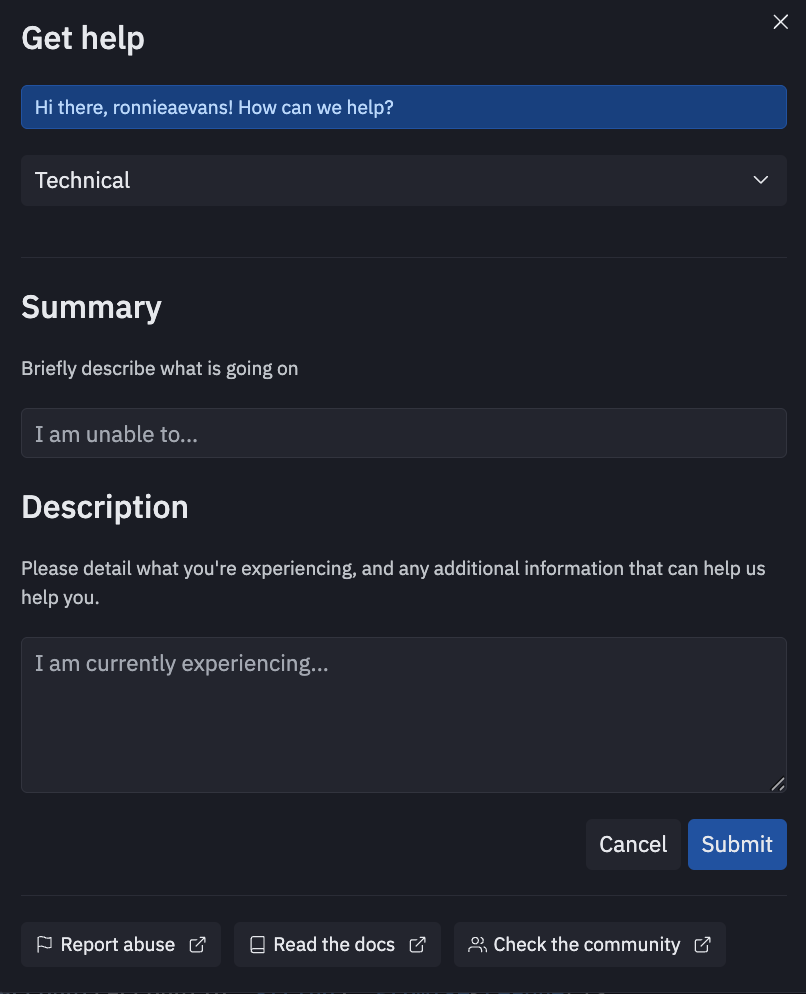 Get help
Hi there, ronnieaevans! How can we help?
Technical
Summary
Briefly describe what is going on
I am unable to...
Description
Please detail what you're experiencing, and any additional information that can help us
help you.
I am currently experiencing...
Cancel Submit
Report abuse Read the docs Check the community